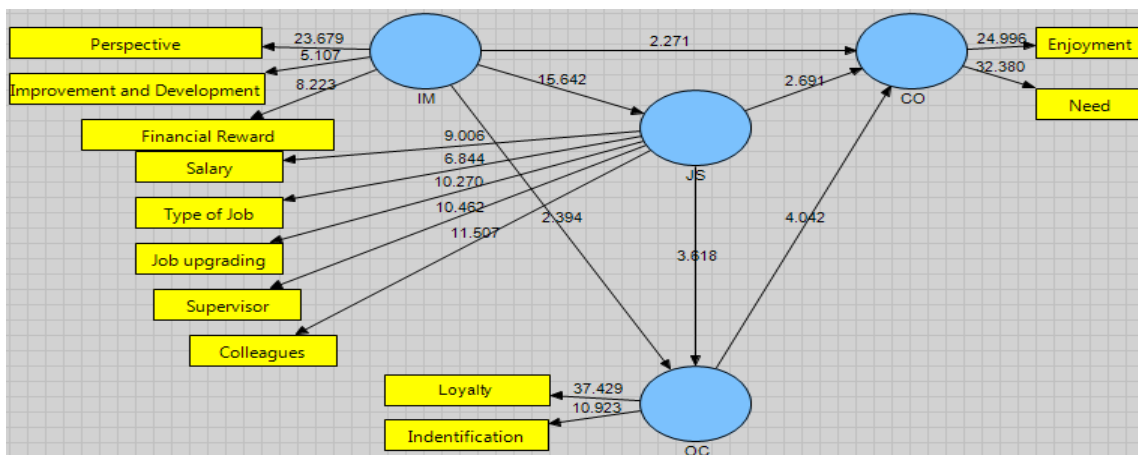 Perspective
23.679
5.107
Improvement and Development
8.223
Financial Reward
IM
2.271
15.642
2.691
CO
24.996
Enjoyment
32.380
Need
JS
9.006
Salary
6.844
Type of Job
10.270
Job upgrading
10.462
Supervisor
11.507
Colleagues
2.394
3.618
4.042
Loyalty
37.429
10.923
Indentification
OC